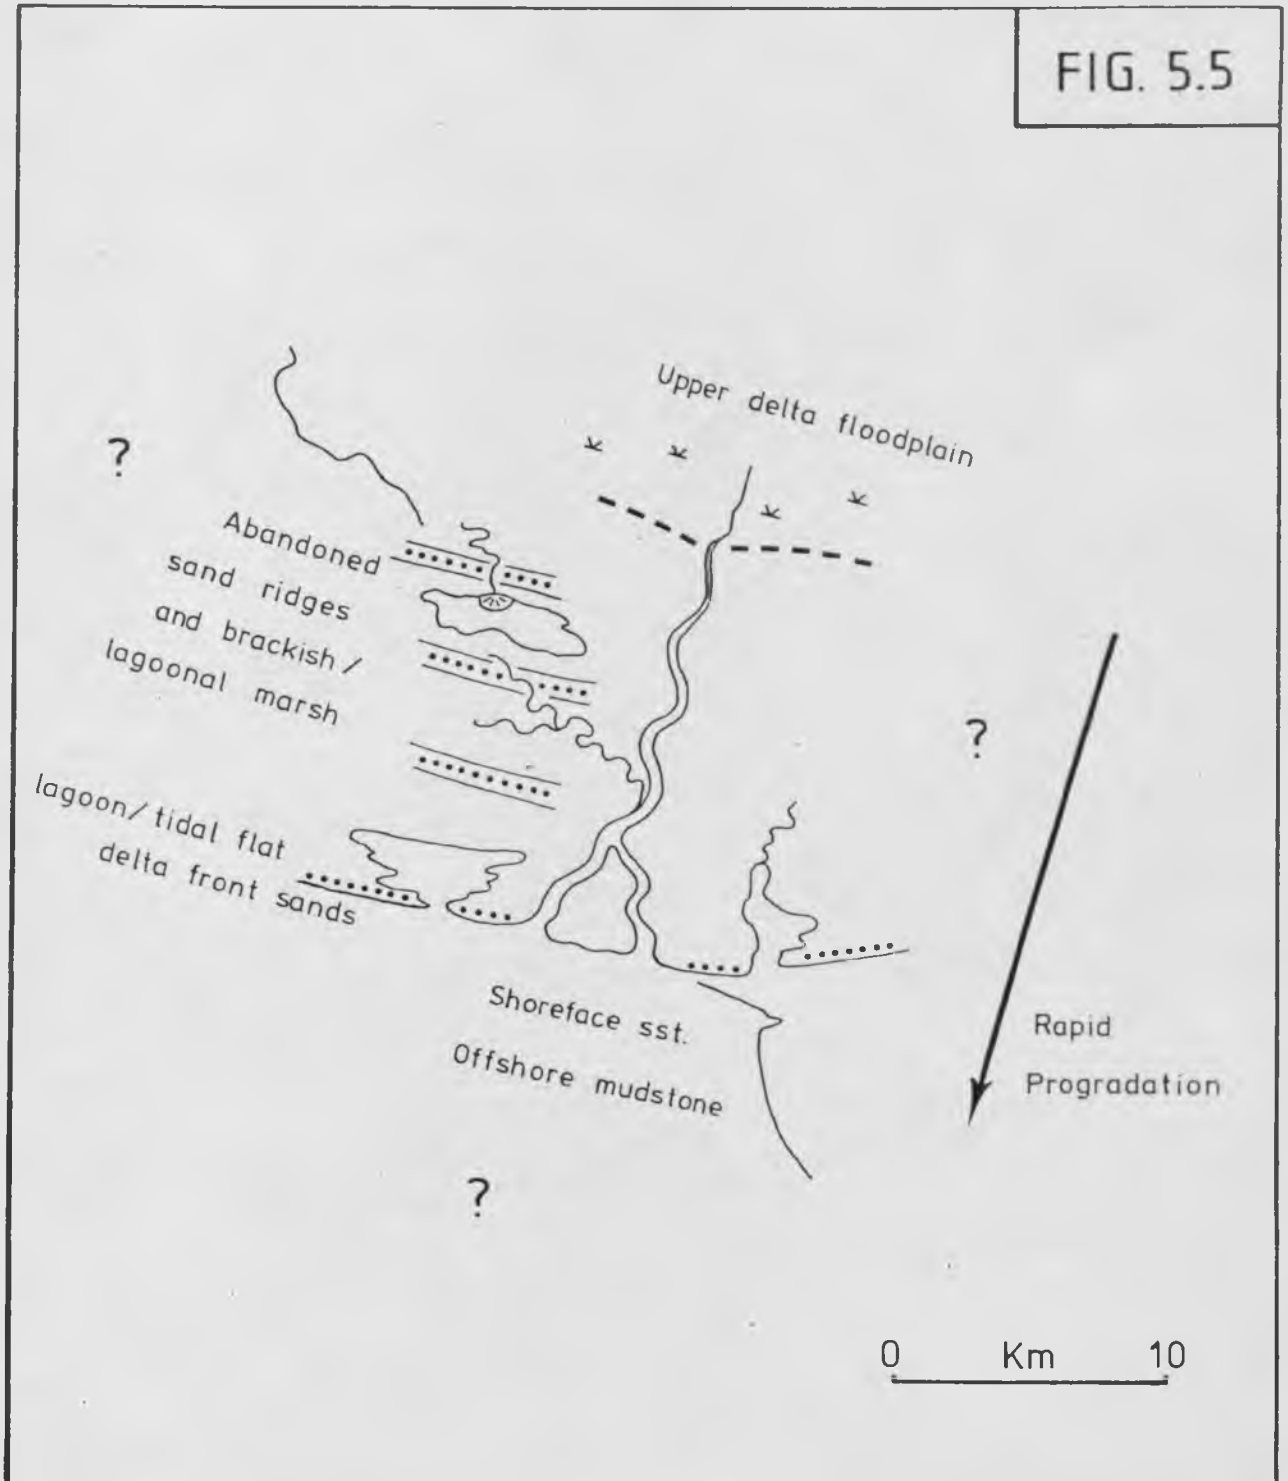 FIG. 5.5
Upper delta floodplain
?
Abandoned
sand ridges
and brackish/
lagoonal marsh
?
lagoon/tidal flat
delta front sands
Shoreface sst.
Offshore mudstone
Rapid
Progradation
?
0 Km 10